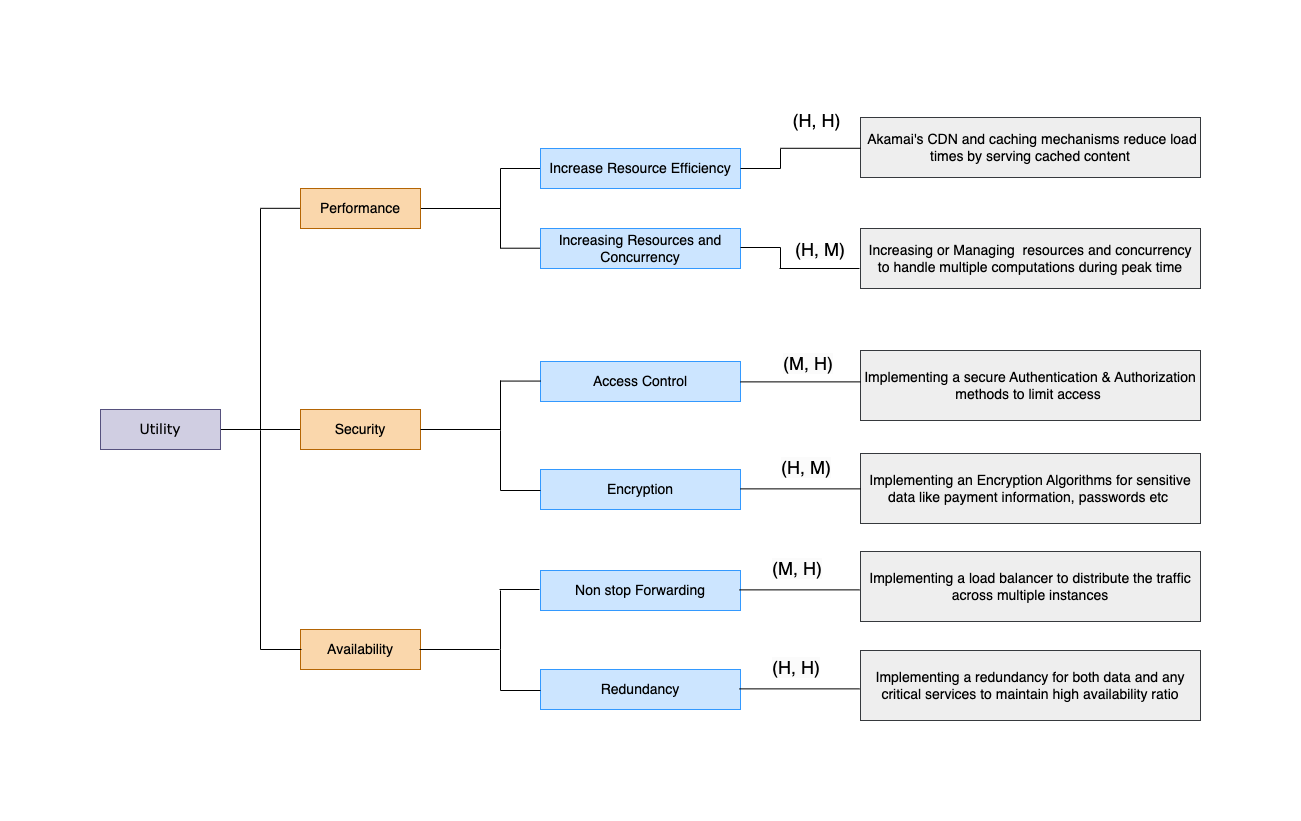 Utility
Performance
Increase Resource Efficiency
(H, H)
Akamai's CDN and caching mechanisms reduce load
times by serving cached content
Increasing Resources and
Concurrency
(H, M)
Increasing or Managing  resources and concurrency
to handle multiple computations during peak time
Security
Access Control
(M, H)
Implementing a secure Authentication & Authorization
methods to limit access
Encryption
(H, M)
Implementing an Encryption Algorithms for sensitive
data like payment information, passwords etc
Availability
Non stop Forwarding
(M, H)
Implementing a load balancer to distribute the traffic
across multiple instances
Redundancy
(H, H)
Implementing a redundancy for both data and any
critical services to maintain high availability ratio